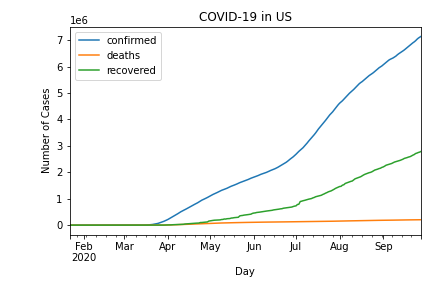 COVID-19 in US
1e6
confirmed
deaths
recovered
7
6
5
4
3
2
1
0
Number of Cases
Feb Mar Apr May Jun Jul Aug Sep
2020
Day